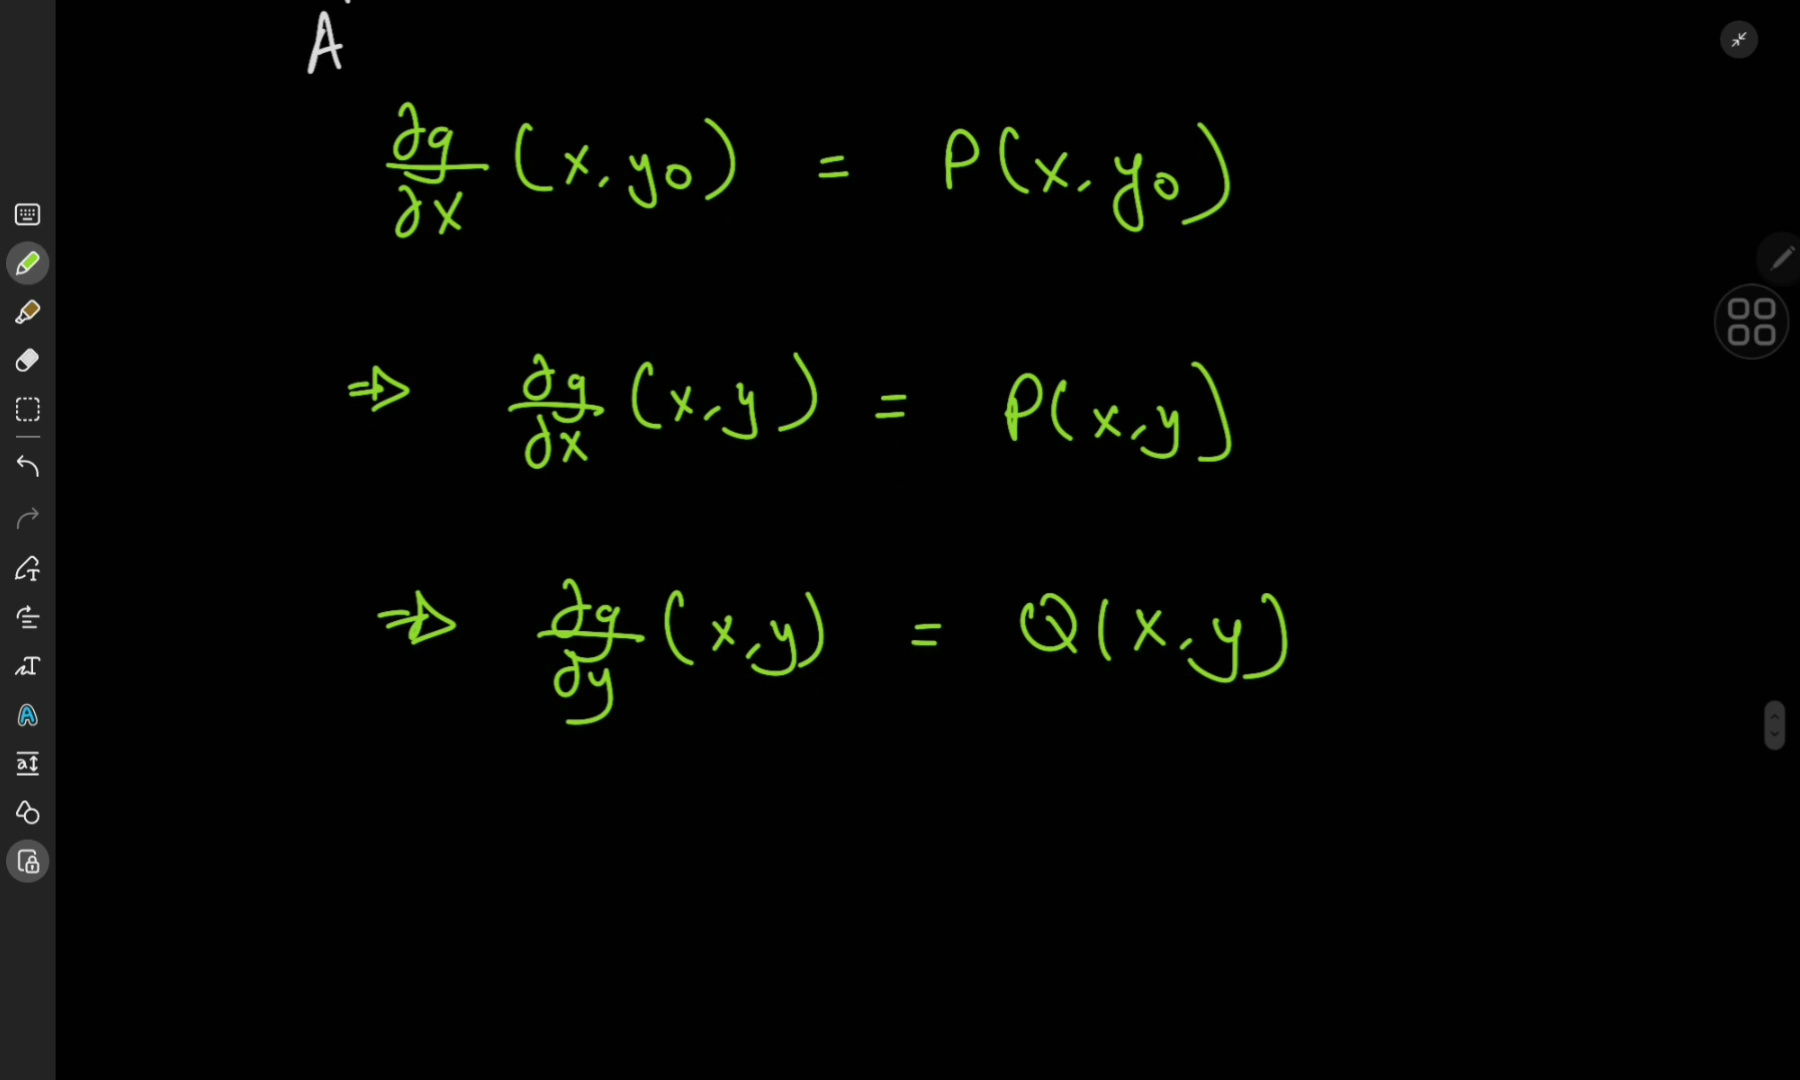 A
∂g/∂x (x, y₀) = P(x, y₀)
⇒ ∂g/∂x (x, y) = P(x, y)
⇒ ∂g/∂y (x, y) = Q(x, y)